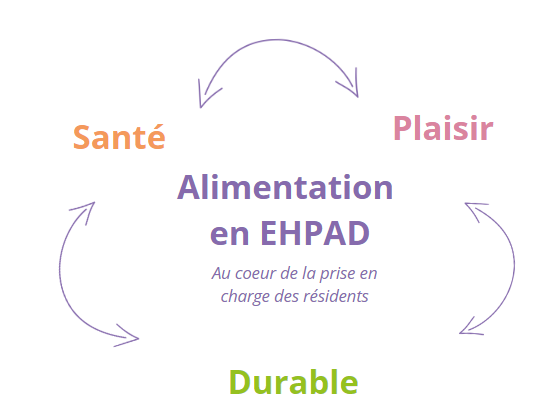 Santé
Plaisir
Alimentation
en EHPAD
Au coeur de la prise en
charge des résidents
Durable